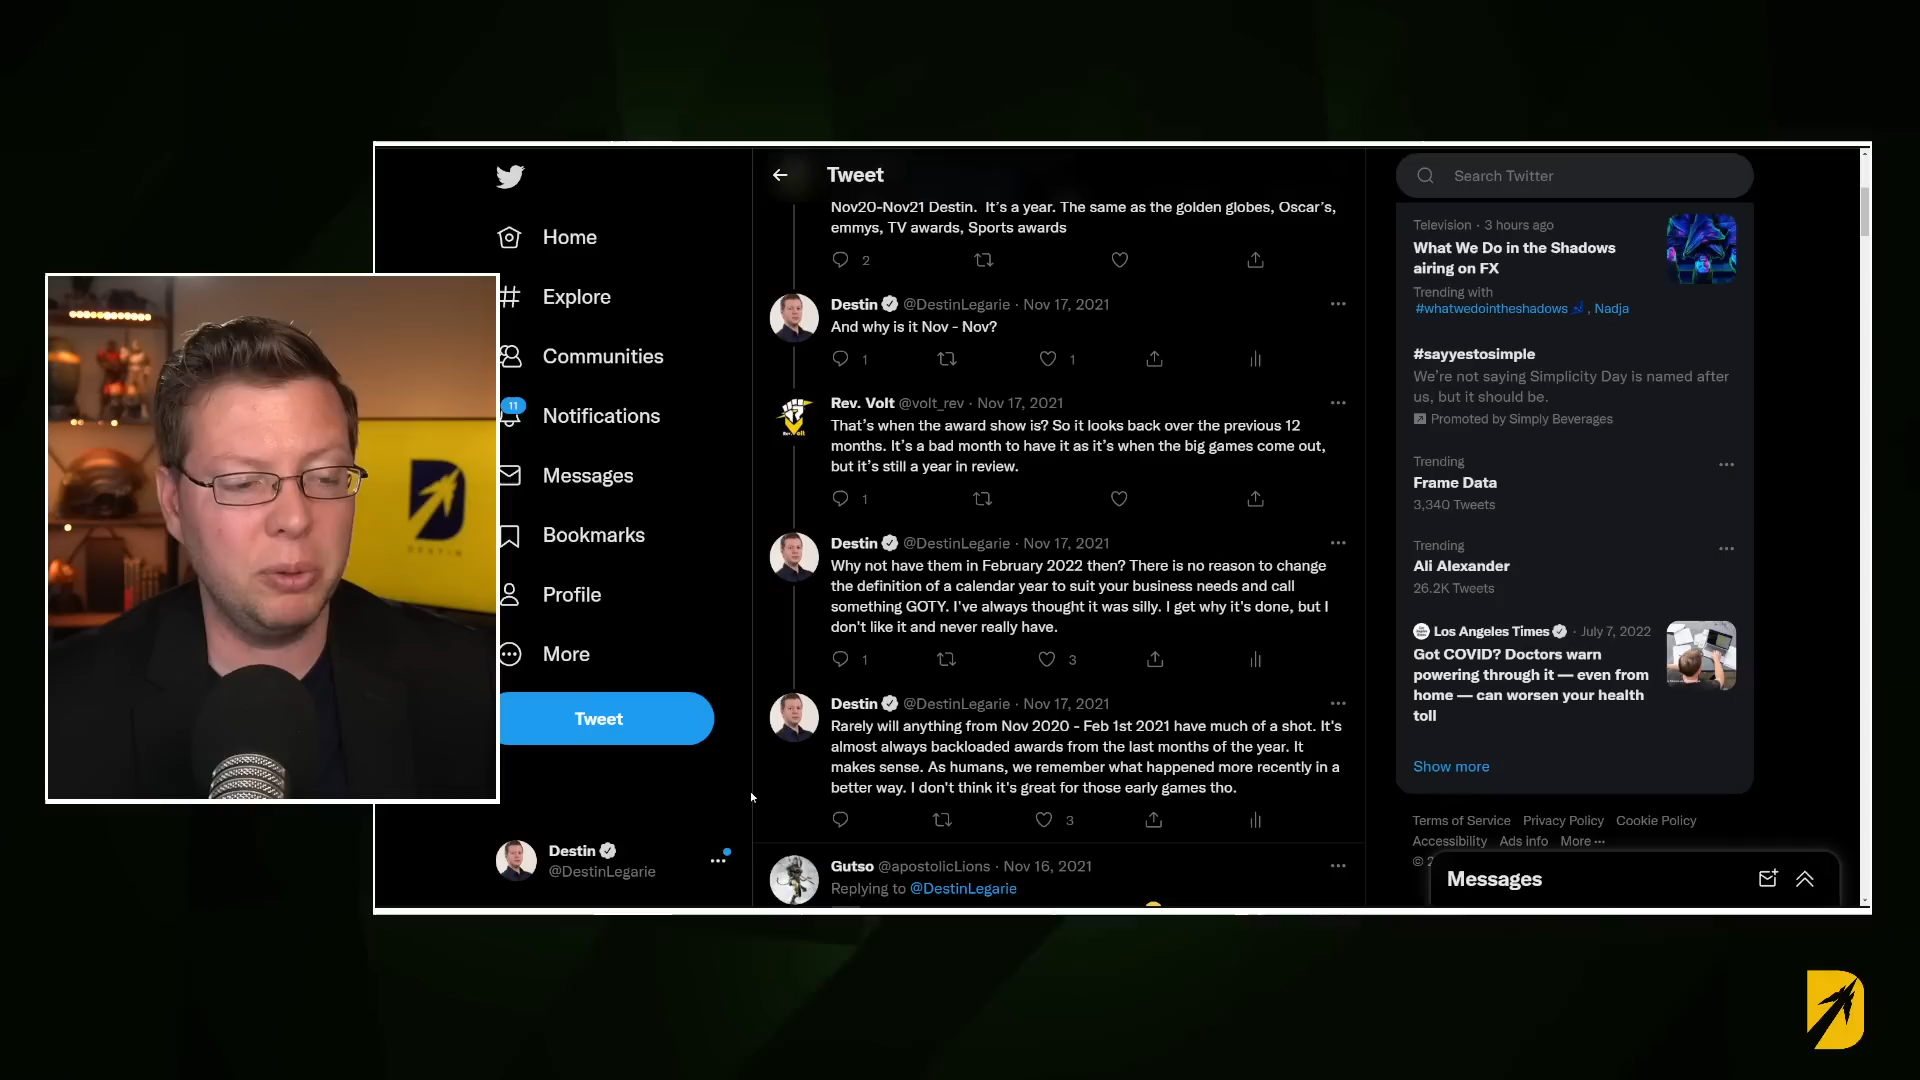 Home
Explore
Communities
11
Notifications
Messages
Bookmarks
Profile
More
Tweet
Destin
@DestinLegarie
Tweet
Nov20-Nov21 Destin. It's a year. The same as the golden globes, Oscar's,
emmys, TV awards, Sports awards
2
Destin @DestinLegarie · Nov 17, 2021
And why is it Nov - Nov?
1 1
Rev. Volt @volt_rev · Nov 17, 2021
That's when the award show is? So it looks back over the previous 12
months. It's a bad month to have it as it's when the big games come out,
but it's still a year in review.
1
Destin @DestinLegarie · Nov 17, 2021
Why not have them in February 2022 then? There is no reason to change
the definition of a calendar year to suit your business needs and call
something GOTY. I've always thought it was silly. I get why it's done, but I
don't like it and never really have.
1 3
Destin @DestinLegarie · Nov 17, 2021
Rarely will anything from Nov 2020 - Feb 1st 2021 have much of a shot. It's
almost always backloaded awards from the last months of the year. It
makes sense. As humans, we remember what happened more recently in a
better way. I don't think it's great for those early games tho.
3
Gutso @apostolicLions · Nov 16, 2021
Replying to @DestinLegarie
Search Twitter
Television · 3 hours ago
What We Do in the Shadows
airing on FX
Trending with
#whatwedointheshadows , Nadja
#sayyestosimple
We're not saying Simplicity Day is named after
us, but it should be.
Promoted by Simply Beverages
Trending
Frame Data
3,340 Tweets
Trending
Ali Alexander
26.2K Tweets
Los Angeles Times · July 7, 2022
Got COVID? Doctors warn
powering through it — even from
home — can worsen your health
toll
Show more
Terms of Service Privacy Policy Cookie Policy
Accessibility Ads info More
© 2
Messages
DESTIN